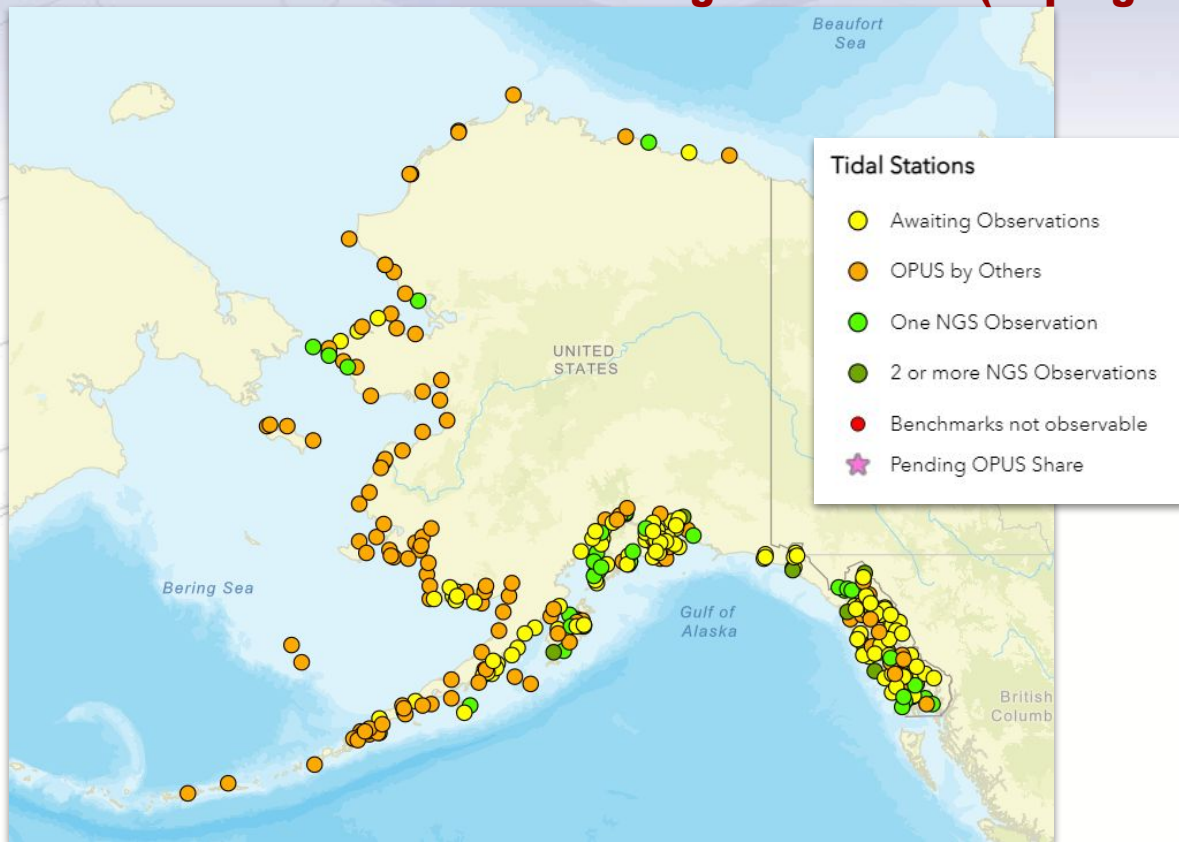 Beaufort
Sea
Tidal Stations
Awaiting Observations
OPUS by Others
One NGS Observation
2 or more NGS Observations
Benchmarks not observable
Pending OPUS Share
UNITED
STATES
Bering Sea
Gulf of
Alaska
British
Columb